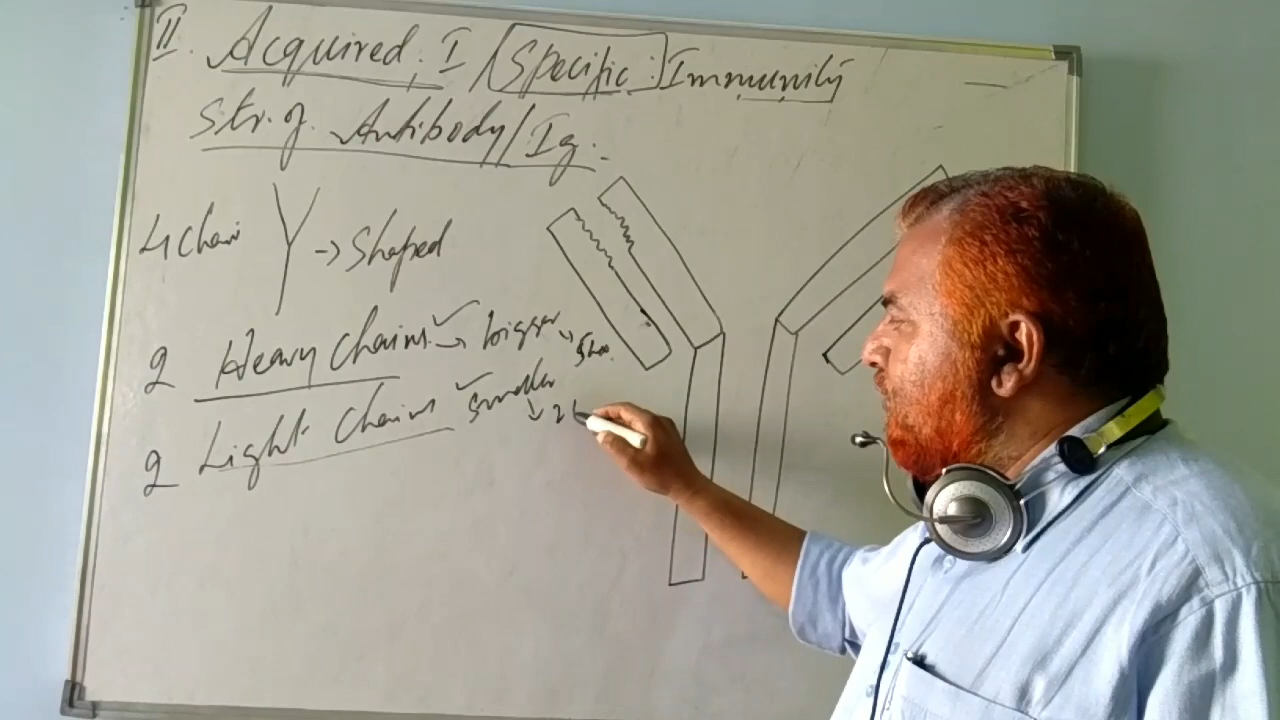 II. Acquired. I / Specific: Immunity
Str. of. Antibody/Ig.
4 chain Y → Shaped
2 Heavy chains ✓ → bigger
2 Light chains ✓ smaller
↳ 2